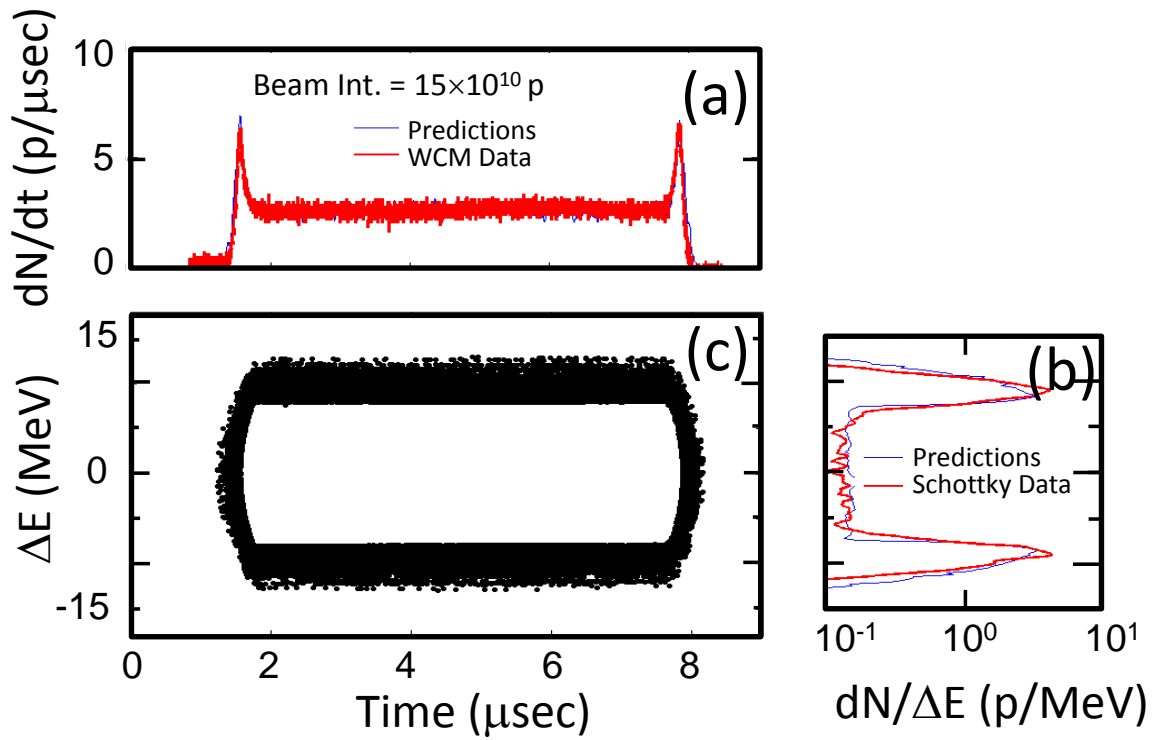 10
5
0
dN/dt (p/μsec)
Beam Int. = 15×10¹⁰ p
(a)
Predictions
WCM Data
15
0
-15
ΔE (MeV)
(c)
0
2
4
6
8
Time (μsec)
(b)
Predictions
Schottky Data
10⁻¹
10⁰
10¹
dN/ΔE (p/MeV)